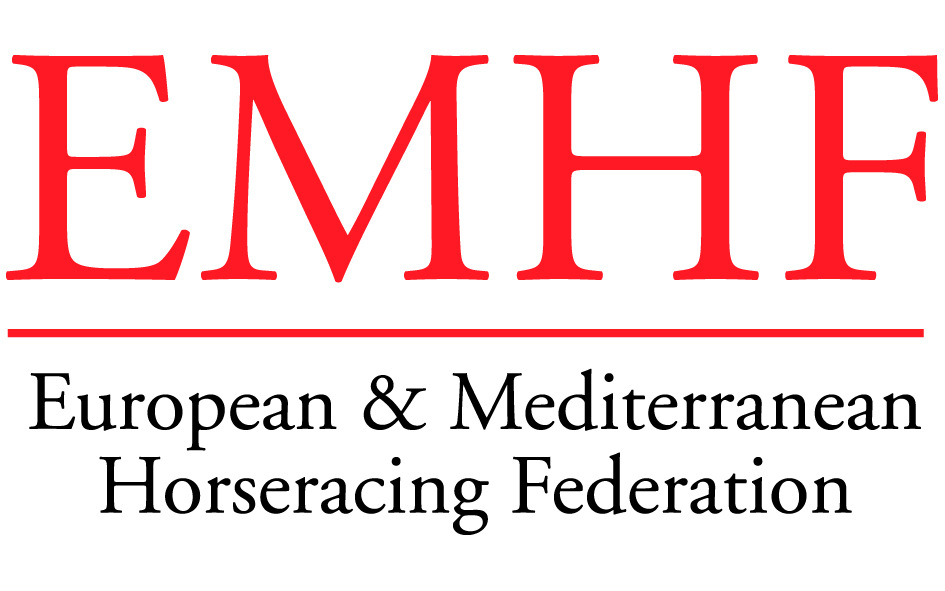 EMHF
European & Mediterranean
Horseracing Federation